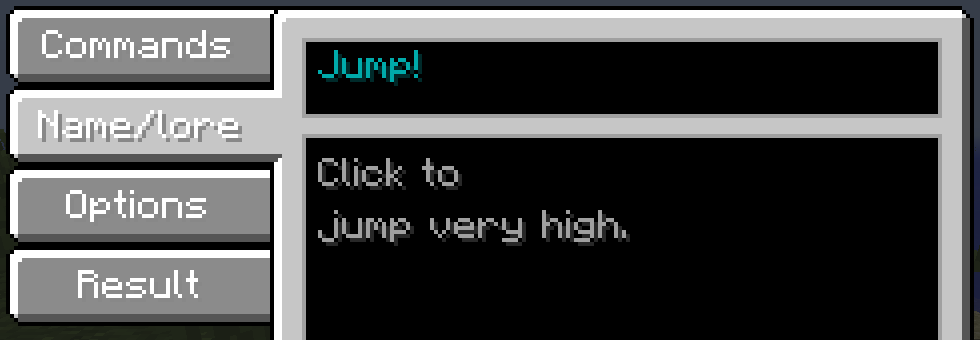 Commands
Name/lore
Options
Result
Jump!
Click to
jump very high.